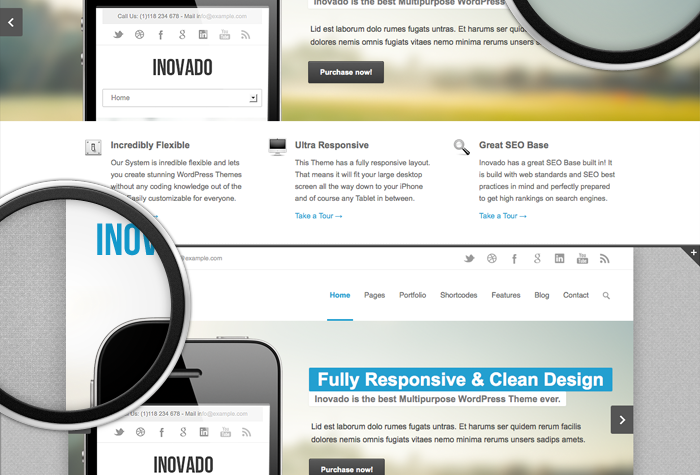 Call Us: (1)118 234 678 - Mail info@example.com
Inovado is the best Multipurpose WordPress
Lid est laborum dolo rumes fugats untras. Et harums ser qui
dolores nemis omnis fugiats vitaes nemo minima rerums unsers s
Purchase now!
INOVADO
Home
Incredibly Flexible
Our System is inredible flexible and lets
you create stunning WordPress Themes
without any coding knowledge out of the
Easily customizable for everyone.
Ultra Responsive
This Theme has a fully responsive layout.
That means it will fit your large desktop
screen all the way down to your iPhone
and of course any Tablet in between.
Take a Tour →
Great SEO Base
Inovado has a great SEO Base built in! It
is build with web standards and SEO best
practices in mind and perfectly prepared
to get high rankings on search engines.
Take a Tour →
INOV
@example.com
Home Pages Portfolio Shortcodes Features Blog Contact
Fully Responsive & Clean Design
Inovado is the best Multipurpose WordPress Theme ever.
Lid est laborum dolo rumes fugats untras. Et harums ser quidem rerum facilis
dolores nemis omnis fugiats vitaes nemo minima rerums unsers sadips amets.
Purchase now!
Us: (1)118 234 678 - Mail info@example.com
INOVADO